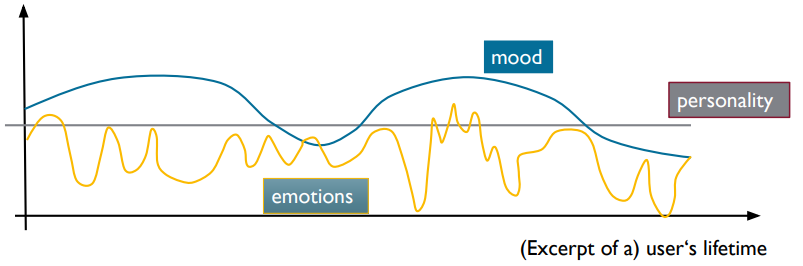 mood
personality
emotions
(Excerpt of a) user‘s lifetime